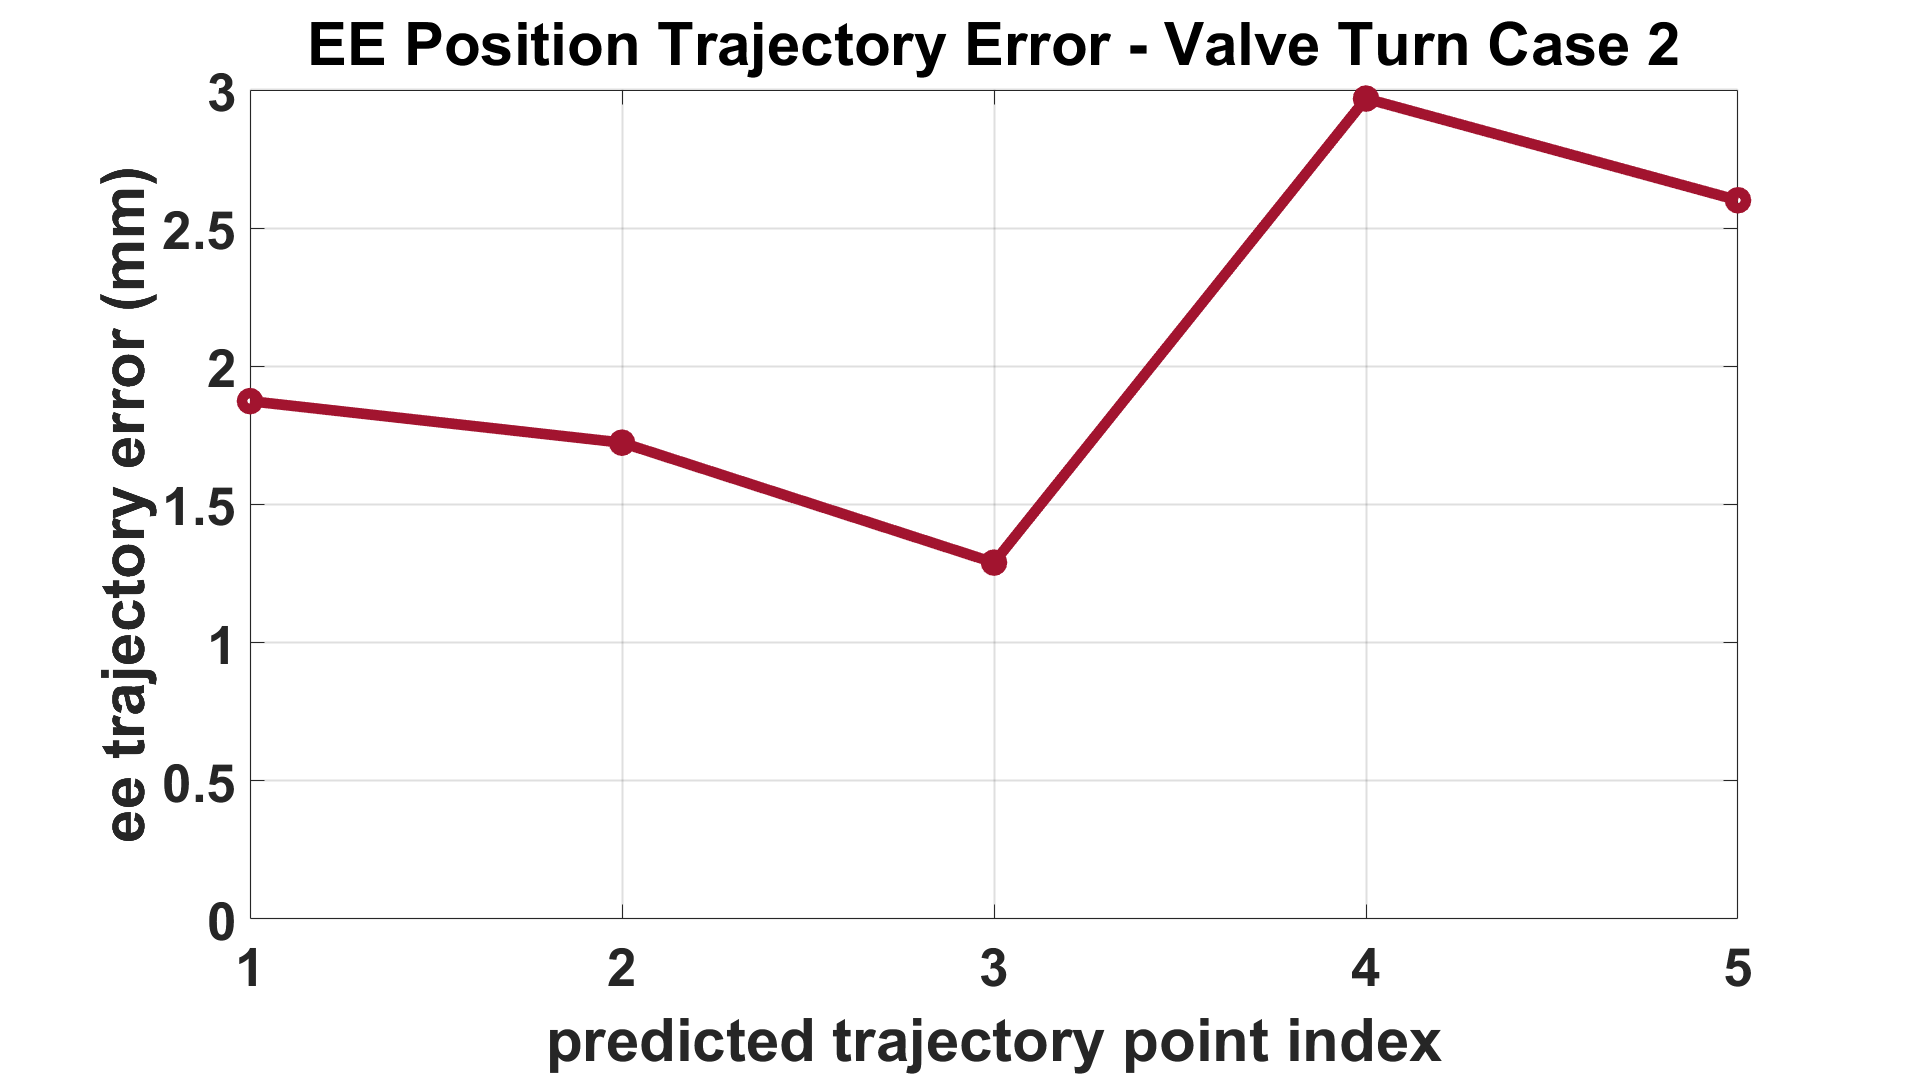 EE Position Trajectory Error - Valve Turn Case 2
ee trajectory error (mm)
3
2.5
2
1.5
1
0.5
0
1 2 3 4 5
predicted trajectory point index